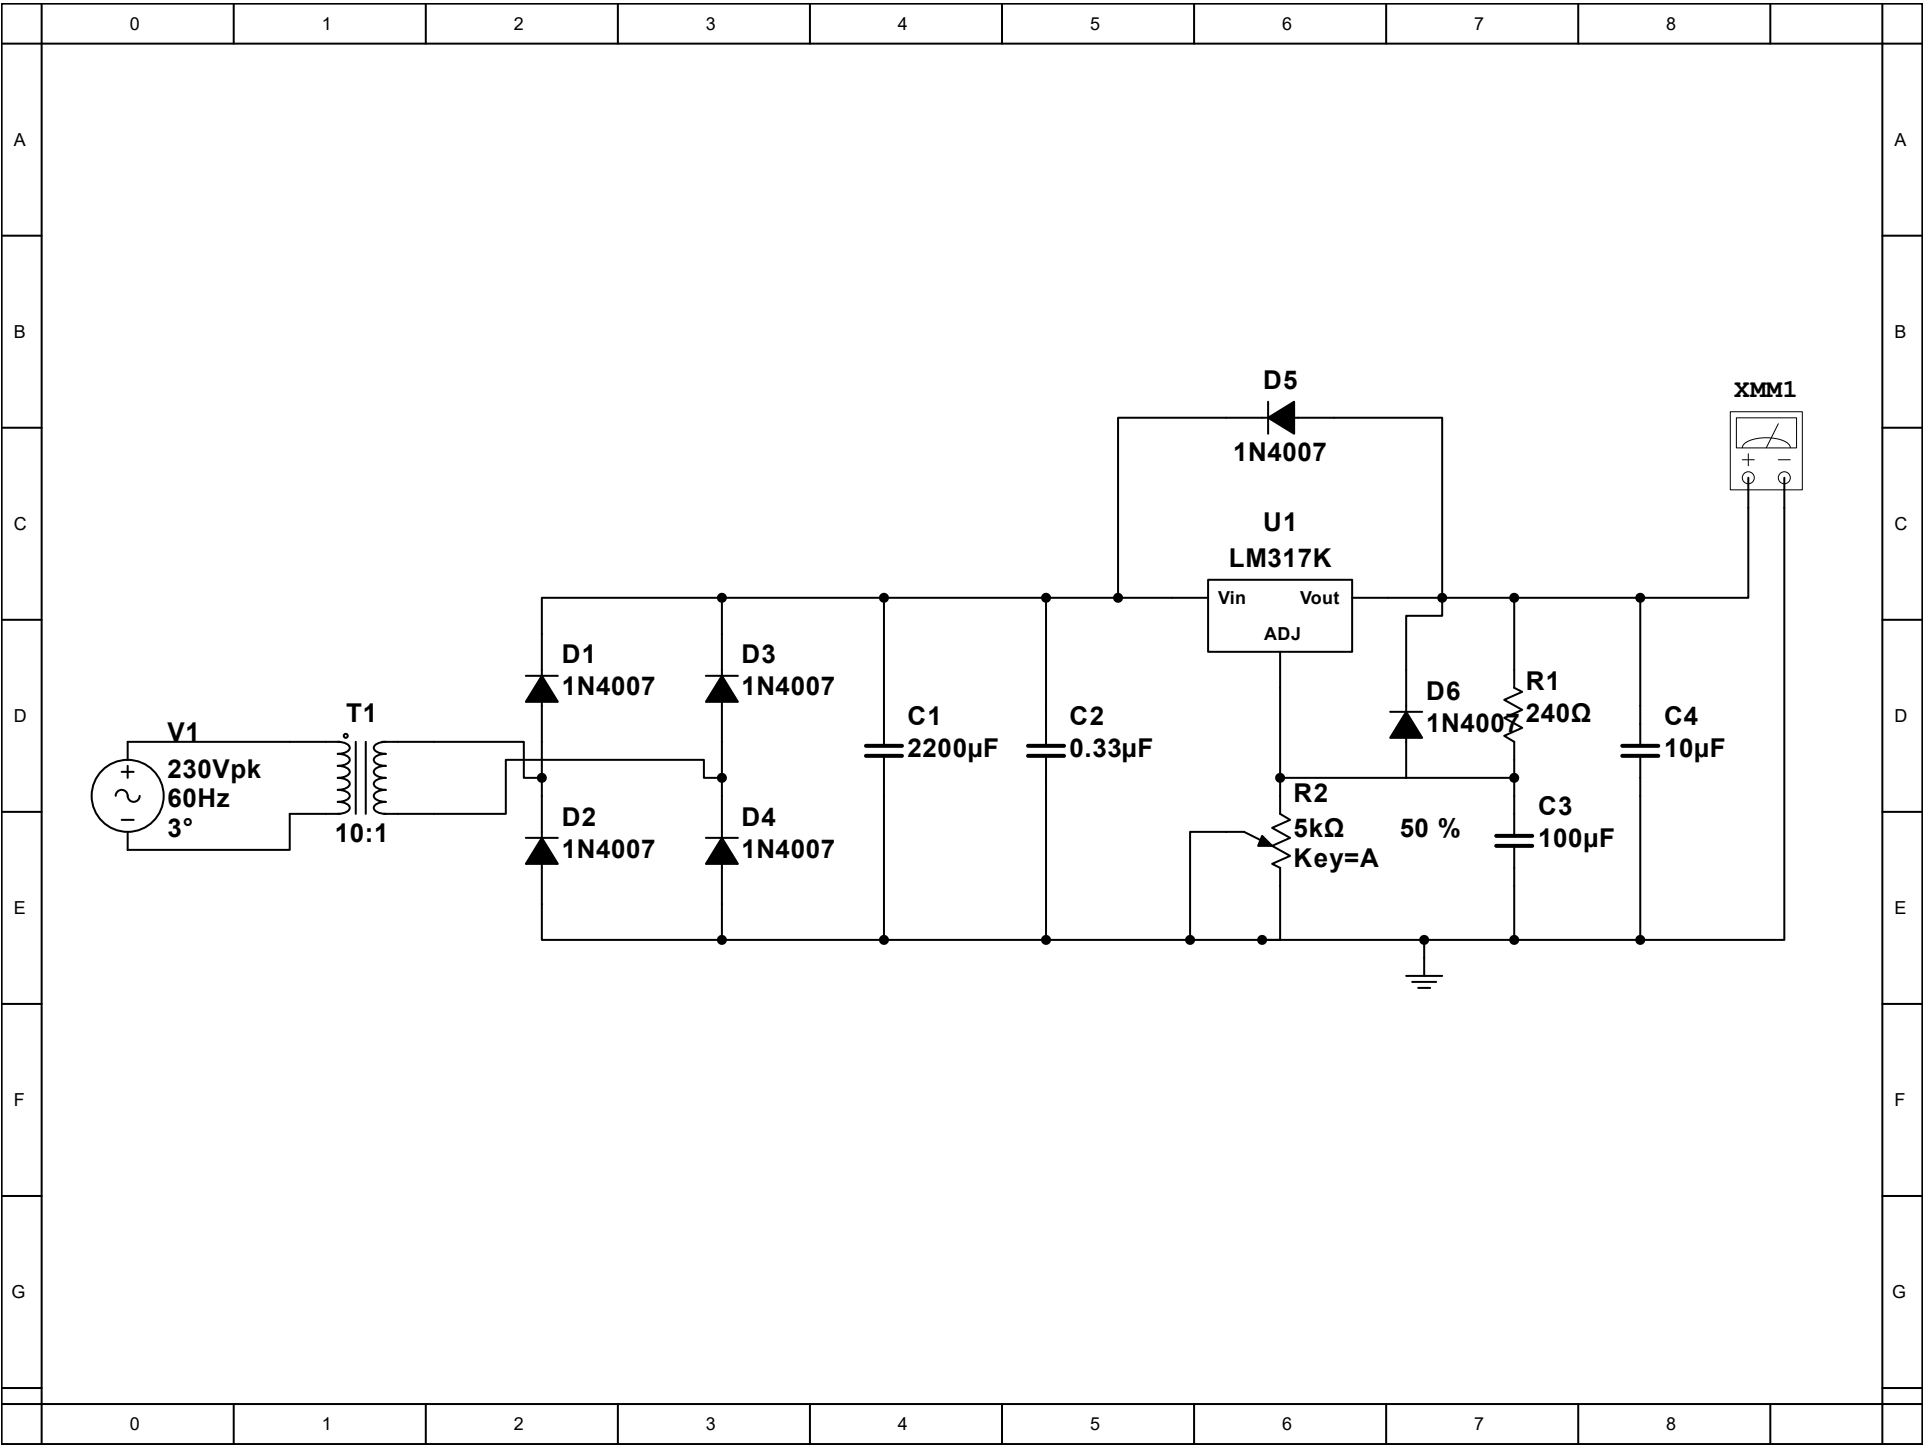 0 1 2 3 4 5 6 7 8
A A
B B
D5
1N4007
XMM1
C C
U1
LM317K
Vin Vout
ADJ
D1
1N4007
D3
1N4007
D6
1N4007
R1
240Ω
D D
T1
10:1
V1
230Vpk
60Hz
3°
C1
2200µF
C2
0.33µF
C4
10µF
D2
1N4007
D4
1N4007
R2
5kΩ
Key=A
50 %
C3
100µF
E E
F F
G G
0 1 2 3 4 5 6 7 8